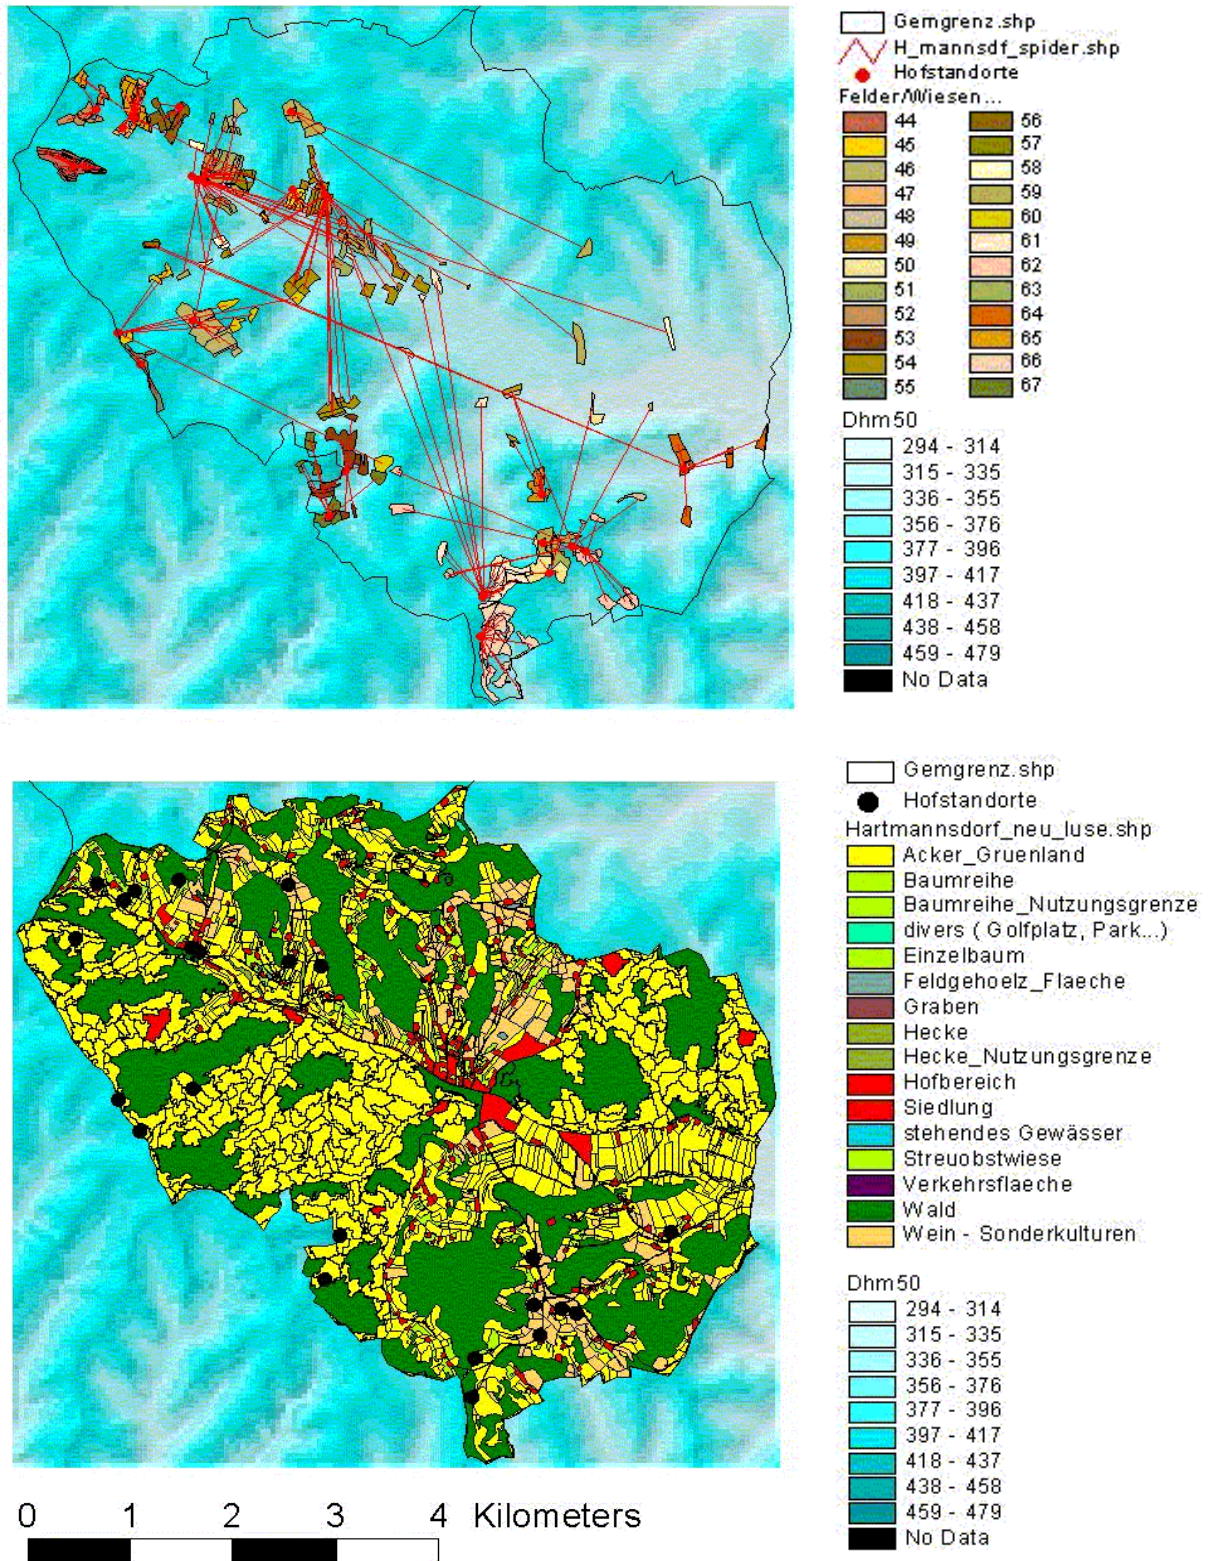 Gemgrenz.shp
H_mannsdf_spider.shp
Hofstandorte
Felder/Wiesen...
44 56
45 57
46 58
47 59
48 60
49 61
50 62
51 63
52 64
53 65
54 66
55 67
Dhm50
294 - 314
315 - 335
336 - 355
356 - 376
377 - 396
397 - 417
418 - 437
438 - 458
459 - 479
No Data
Gemgrenz.shp
Hofstandorte
Hartmannsdorf_neu_luse.shp
Acker_Gruenland
Baumreihe
Baumreihe_Nutzungsgrenze
divers ( Golfplatz, Park...)
Einzelbaum
Feldgehoelz_Flaeche
Graben
Hecke
Hecke_Nutzungsgrenze
Hofbereich
Siedlung
stehendes Gewässer
Streuobstwiese
Verkehrsflaeche
Wald
Wein - Sonderkulturen
Dhm50
294 - 314
315 - 335
336 - 355
356 - 376
377 - 396
397 - 417
418 - 437
438 - 458
459 - 479
No Data
0 1 2 3 4 Kilometers